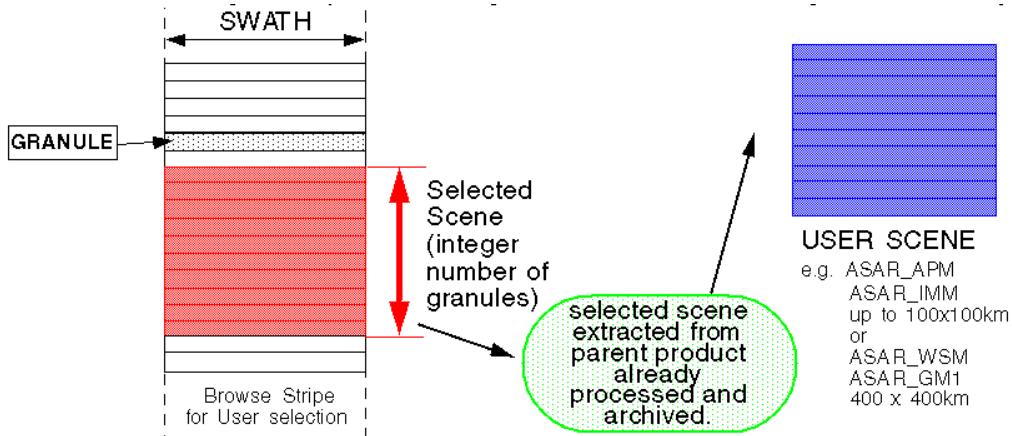 SWATH
GRANULE
Selected
Scene
(integer
number of
granules)
Browse Stripe
for User selection
selected scene
extracted from
parent product
already
processed and
archived.
USER SCENE
e.g. ASAR_APM
ASAR_IMM
up to 100x100km
or
ASAR_WSM
ASAR_GM1
400 x 400km